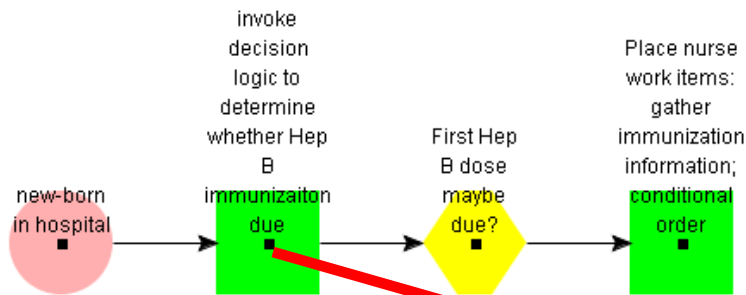 new-born
in hospital
invoke
decision
logic to
determine
whether Hep
B
immunizaiton
due
First Hep
B dose
maybe
due?
Place nurse
work items:
gather
immunization
information;
conditional
order